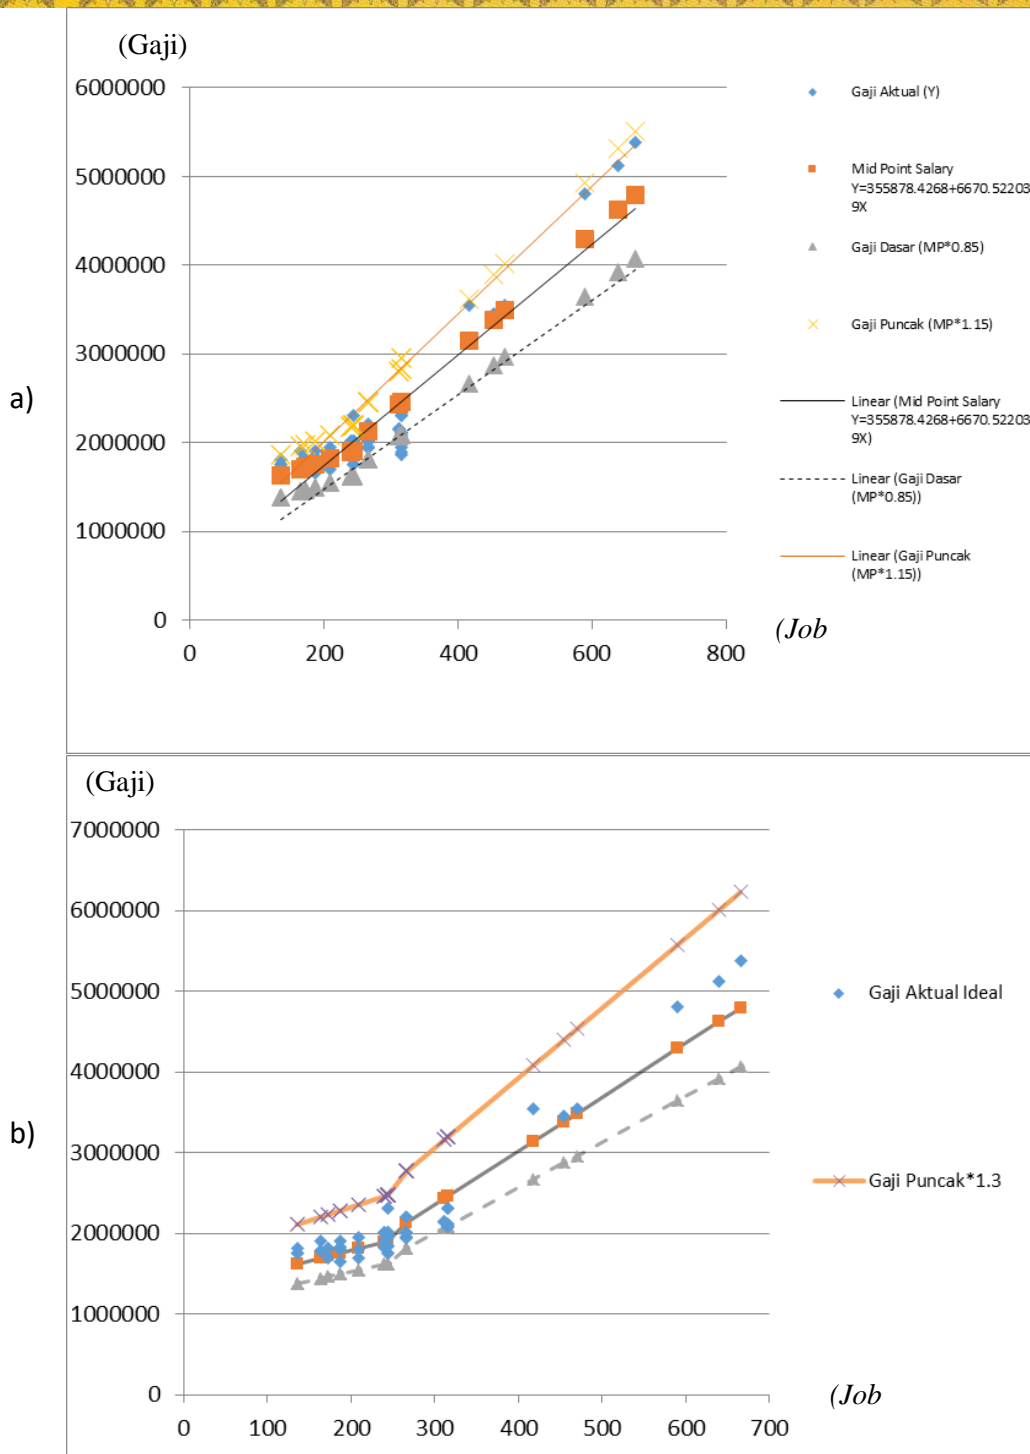 a)
(Gaji)
6000000
5000000
4000000
3000000
2000000
1000000
0
0 200 400 600 800
(Job
Gaji Aktual (Y)
Mid Point Salary
Y=355878.4268+6670.52203
9X
Gaji Dasar (MP*0.85)
Gaji Puncak (MP*1.15)
Linear (Mid Point Salary
Y=355878.4268+6670.52203
9X)
Linear (Gaji Dasar
(MP*0.85))
Linear (Gaji Puncak
(MP*1.15))
b)
(Gaji)
7000000
6000000
5000000
4000000
3000000
2000000
1000000
0
0 100 200 300 400 500 600 700
(Job
Gaji Aktual Ideal
Gaji Puncak*1.3